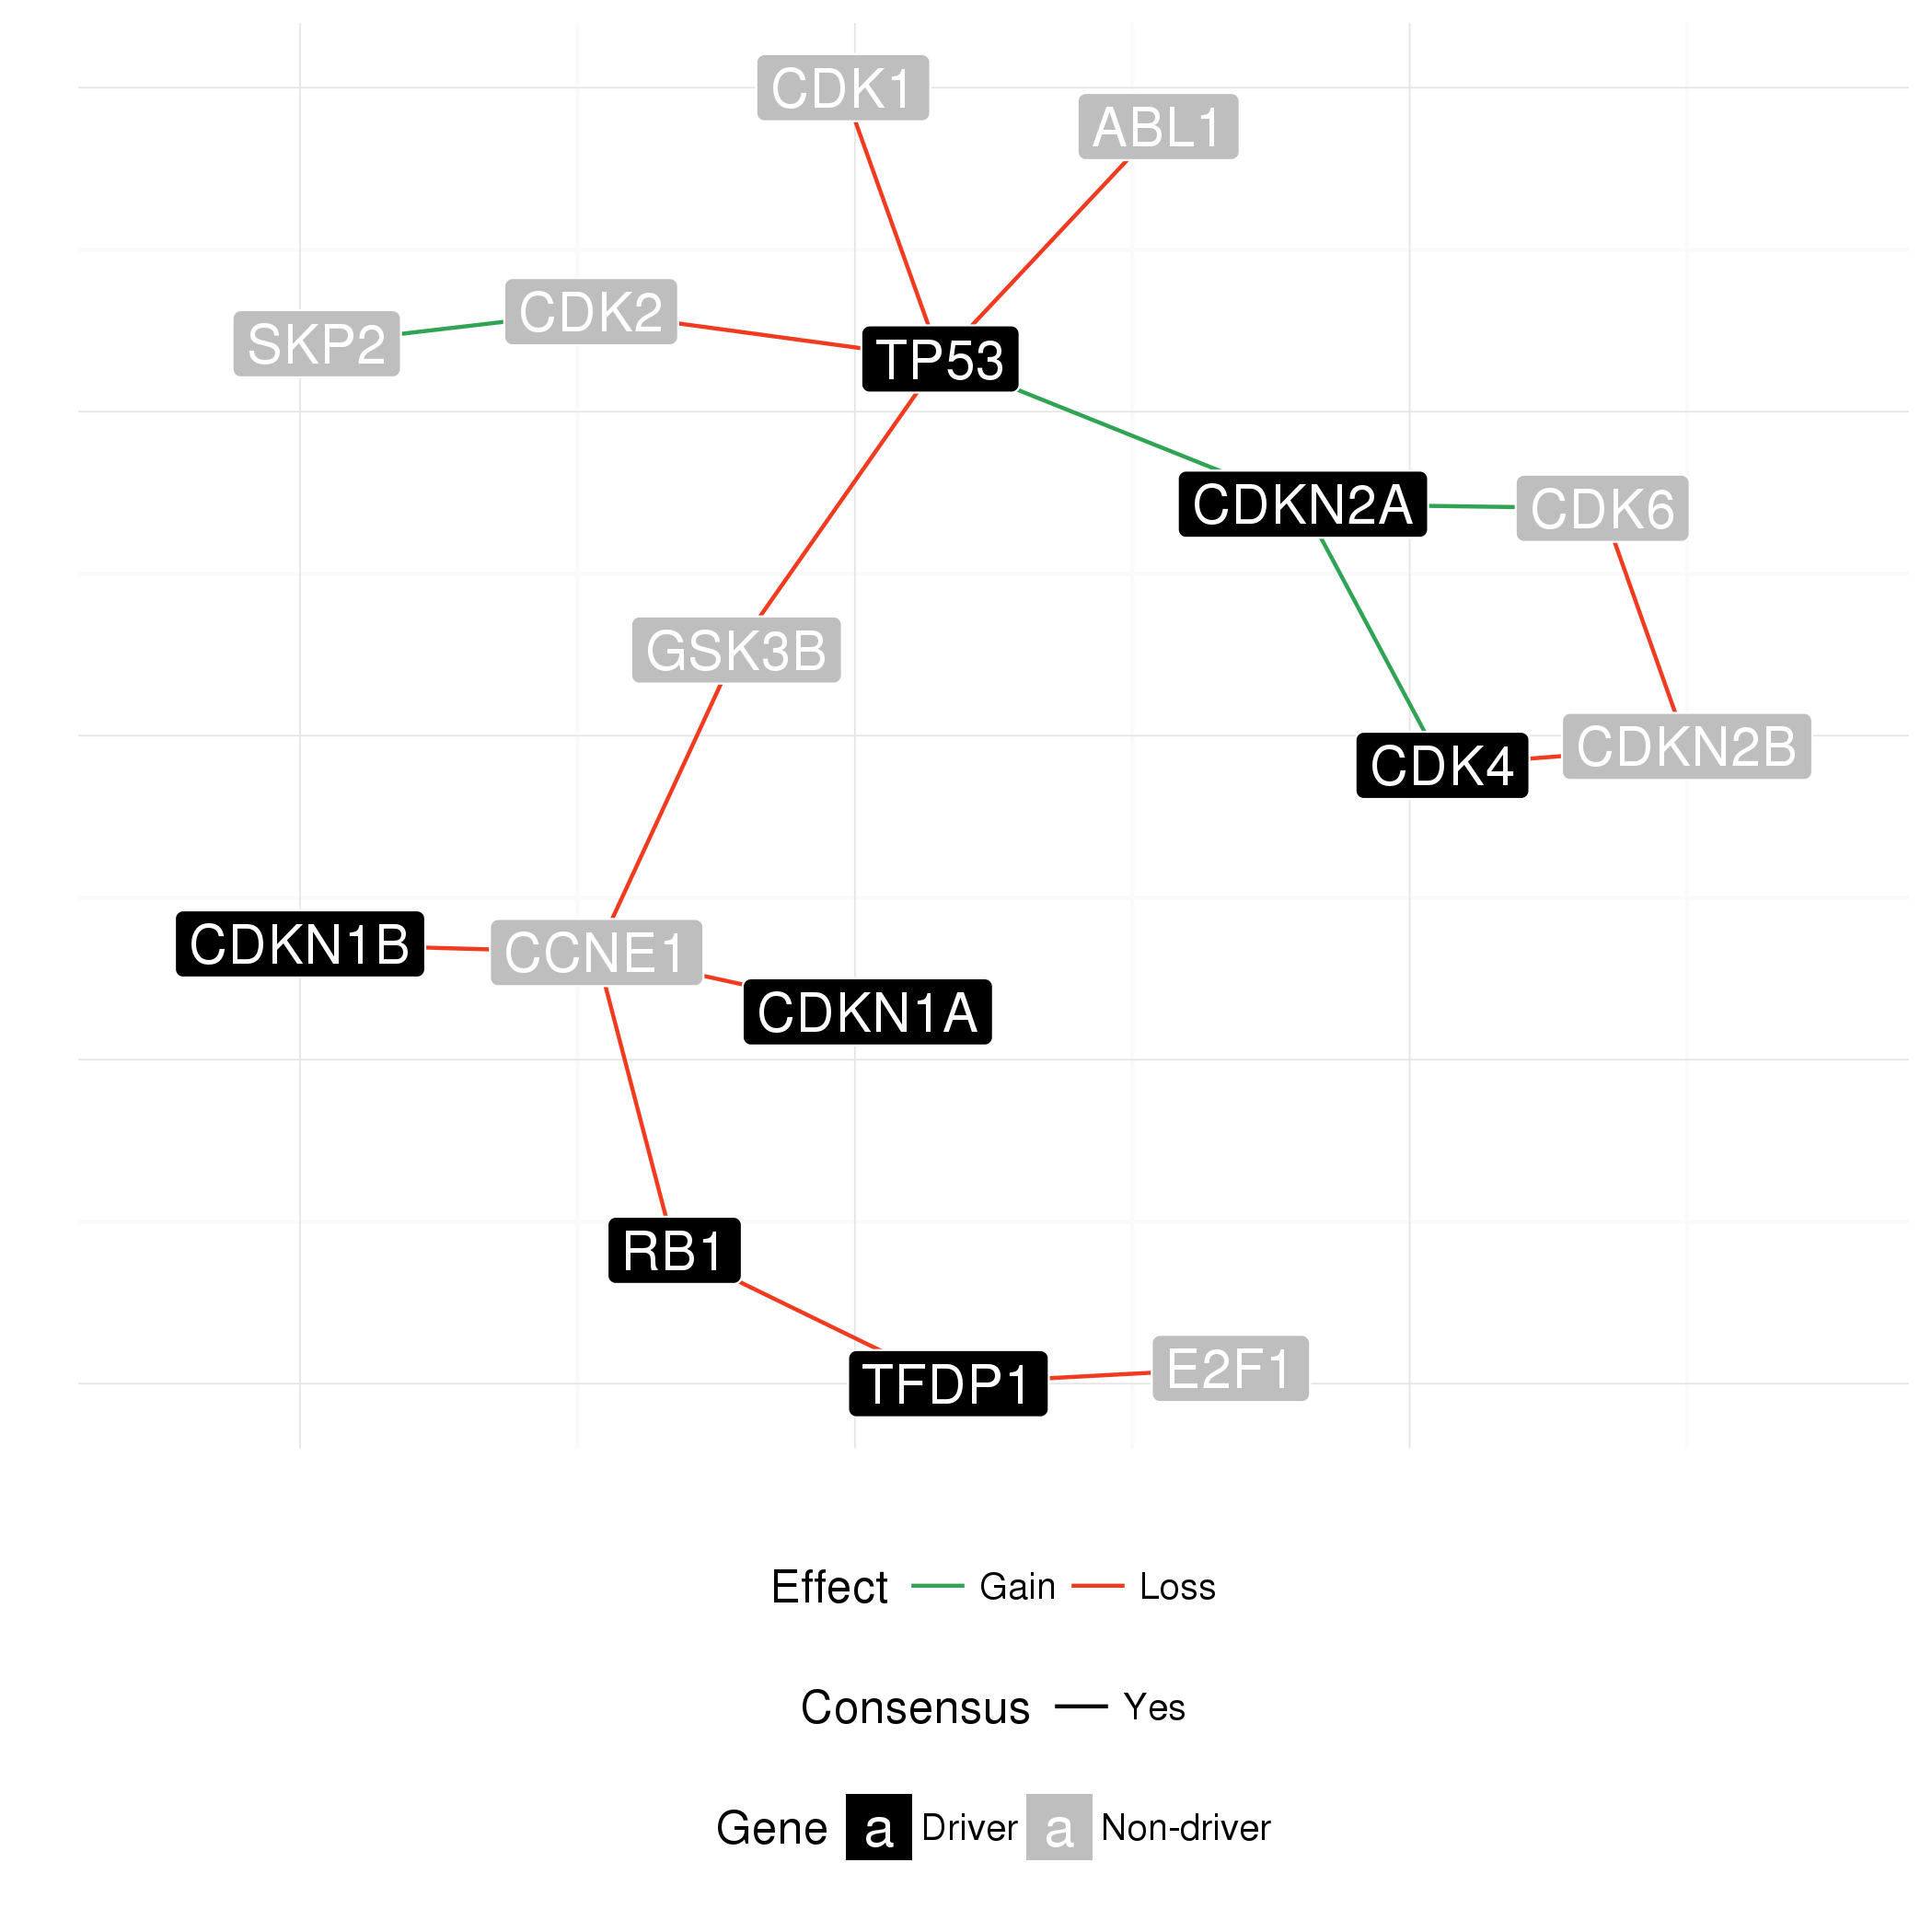 CDK1
ABL1
SKP2
CDK2
TP53
CDKN2A
CDK6
GSK3B
CDK4
CDKN2B
CDKN1B
CCNE1
CDKN1A
RB1
TFDP1
E2F1
Effect Gain Loss
Consensus Yes
Gene a Driver a Non-driver